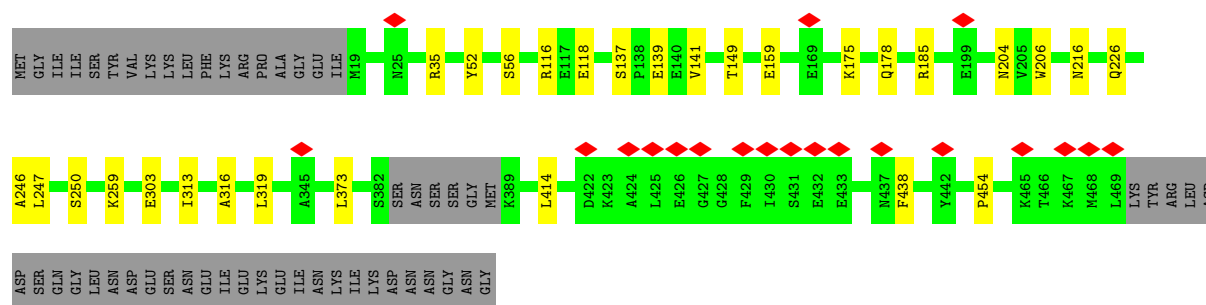 MET GLY ILE ILE SER TYR VAL LYS LYS LEU PHE LYS ARG PRO ALA GLY GLU ILE M19 N25 R35 Y52 S56 R116 E117 E118 S137 P138 E139 E140 V141 T149 E159 E169 K175 Q178 R185 E199 N204 V205 W206 N216 Q226
A246 L247 S250 K259 E303 I313 A316 L319 A345 L373 S382 SER ASN SER SER GLY MET K389 L414 D422 K423 A424 L425 E426 G427 G428 F429 I430 S431 E432 E433 N437 F438 Y442 P454 K465 T466 K467 M468 L469 LYS TYR ARG LEU
ASP SER GLN GLY LEU ASN ASP GLU SER ASN GLU ILE GLU LYS GLU ILE ASN LYS ILE LYS ASP ASN ASN GLY ASN GLY